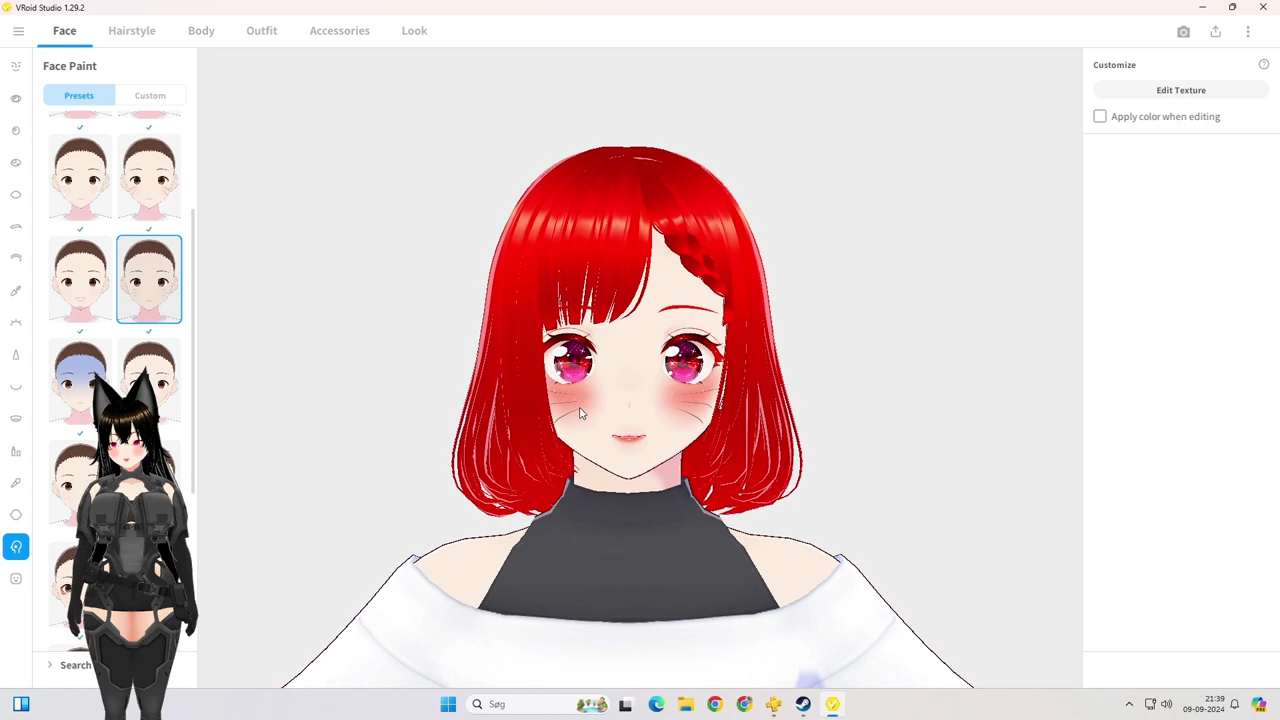 VRoid Studio 1.29.2
Face
Hairstyle
Body
Outfit
Accessories
Look
Face Paint
Presets
Custom
Search
Customize
Edit Texture
Apply color when editing
Søg
21:39
09-09-2024